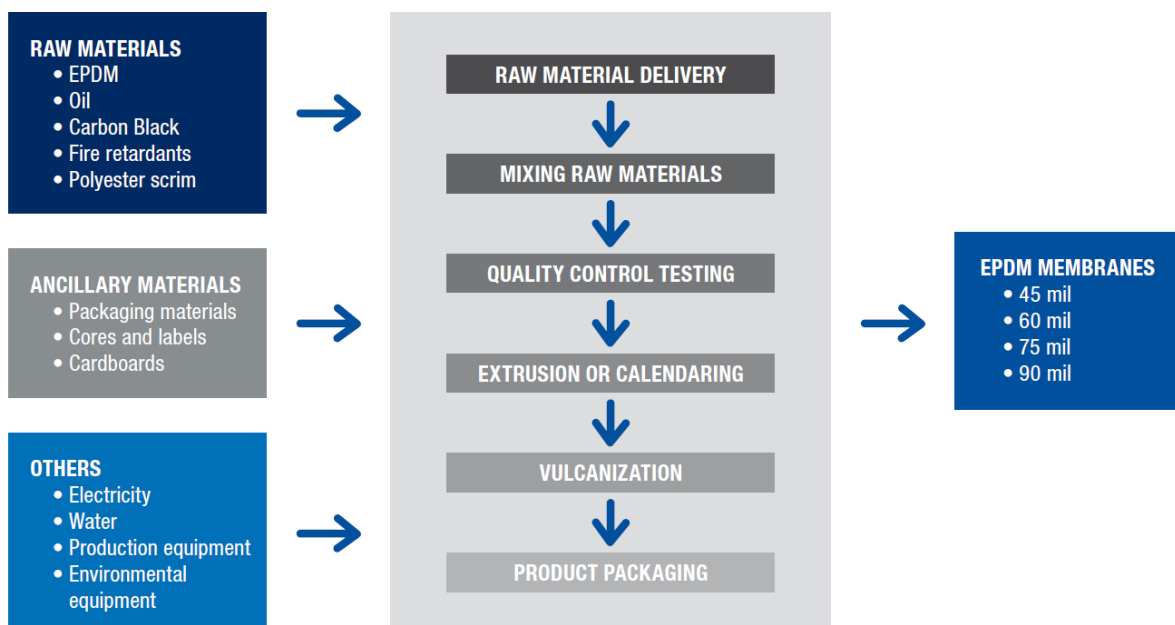 RAW MATERIALS
• EPDM
• Oil
• Carbon Black
• Fire retardants
• Polyester scrim
ANCILLARY MATERIALS
• Packaging materials
• Cores and labels
• Cardboards
OTHERS
• Electricity
• Water
• Production equipment
• Environmental
equipment
RAW MATERIAL DELIVERY
MIXING RAW MATERIALS
QUALITY CONTROL TESTING
EXTRUSION OR CALENDARING
VULCANIZATION
PRODUCT PACKAGING
EPDM MEMBRANES
• 45 mil
• 60 mil
• 75 mil
• 90 mil